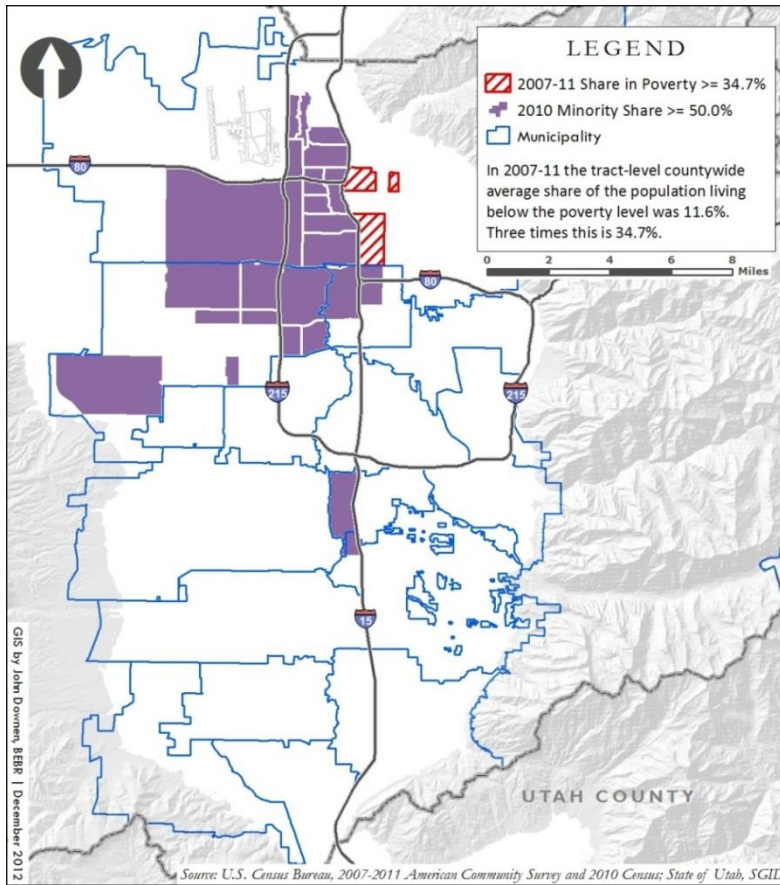 LEGEND
2007-11 Share in Poverty >= 34.7%
2010 Minority Share >= 50.0%
Municipality
In 2007-11 the tract-level countywide
average share of the population living
below the poverty level was 11.6%.
Three times this is 34.7%.
0 2 4 6 8
Miles
80
80
215
215
15
UTAH COUNTY
GIS by John Downen, BEBR | December 2012
Source: U.S. Census Bureau, 2007-2011 American Community Survey and 2010 Census; State of Utah, SGID